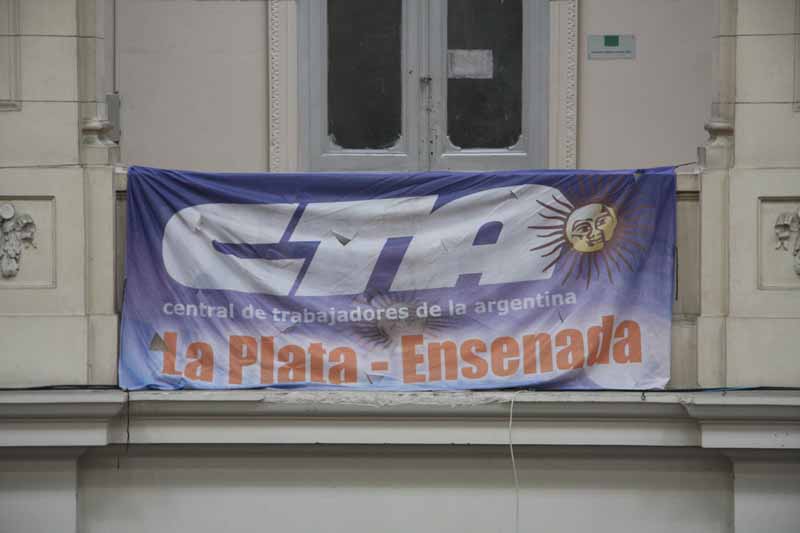 CTA
central de trabajadores de la argentina
La Plata - Ensenada